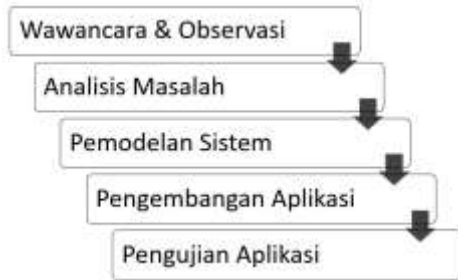 Wawancara & Observasi
Analisis Masalah
Pemodelan Sistem
Pengembangan Aplikasi
Pengujian Aplikasi